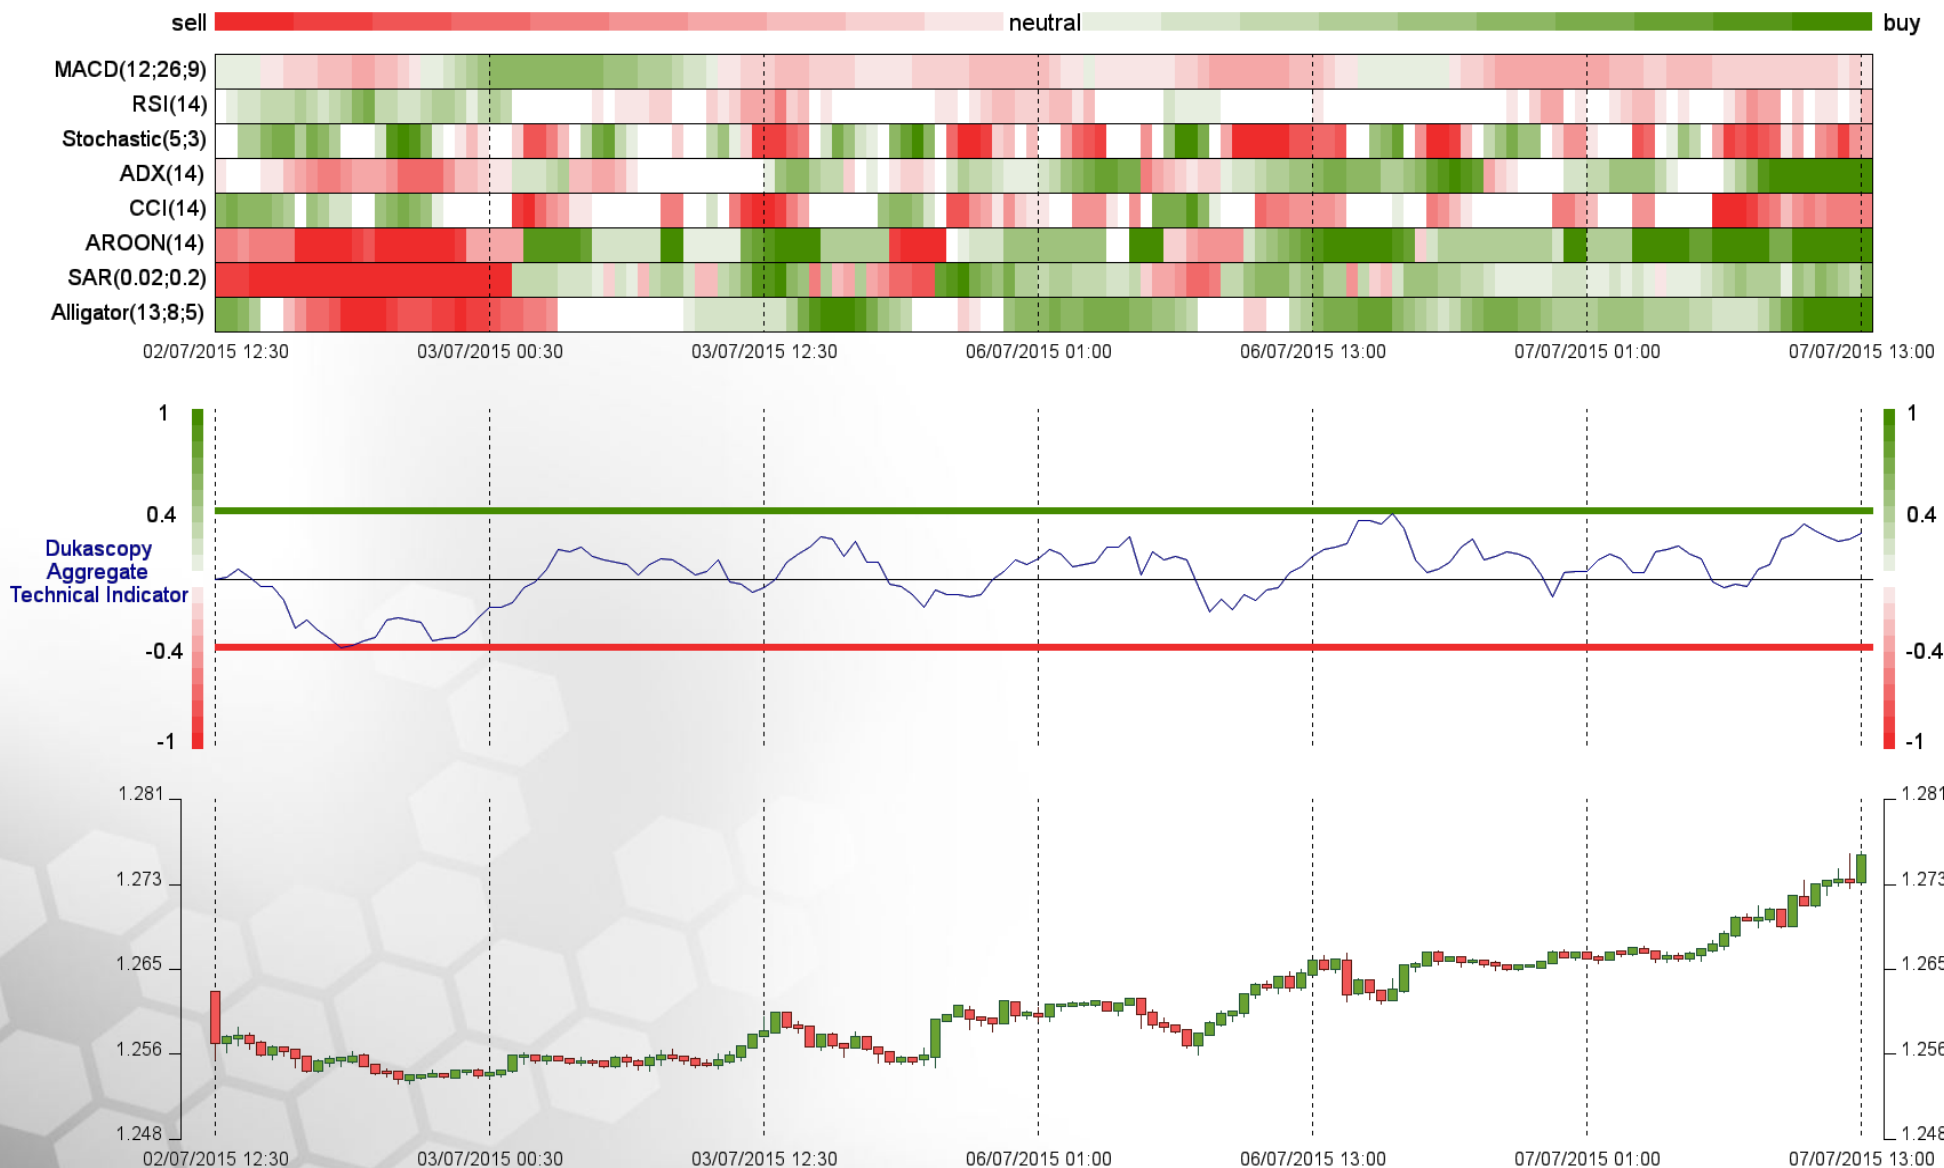 sell neutral buy
MACD(12;26;9)
RSI(14)
Stochastic(5;3)
ADX(14)
CCI(14)
AROON(14)
SAR(0.02;0.2)
Alligator(13;8;5)
02/07/2015 12:30 03/07/2015 00:30 03/07/2015 12:30 06/07/2015 01:00 06/07/2015 13:00 07/07/2015 01:00 07/07/2015 13:00
1 1
0.4 0.4
Dukascopy
Aggregate
Technical Indicator
-0.4 -0.4
-1 -1
1.281 1.281
1.273 1.273
1.265 1.265
1.256 1.256
1.248 1.248
02/07/2015 12:30 03/07/2015 00:30 03/07/2015 12:30 06/07/2015 01:00 06/07/2015 13:00 07/07/2015 01:00 07/07/2015 13:00